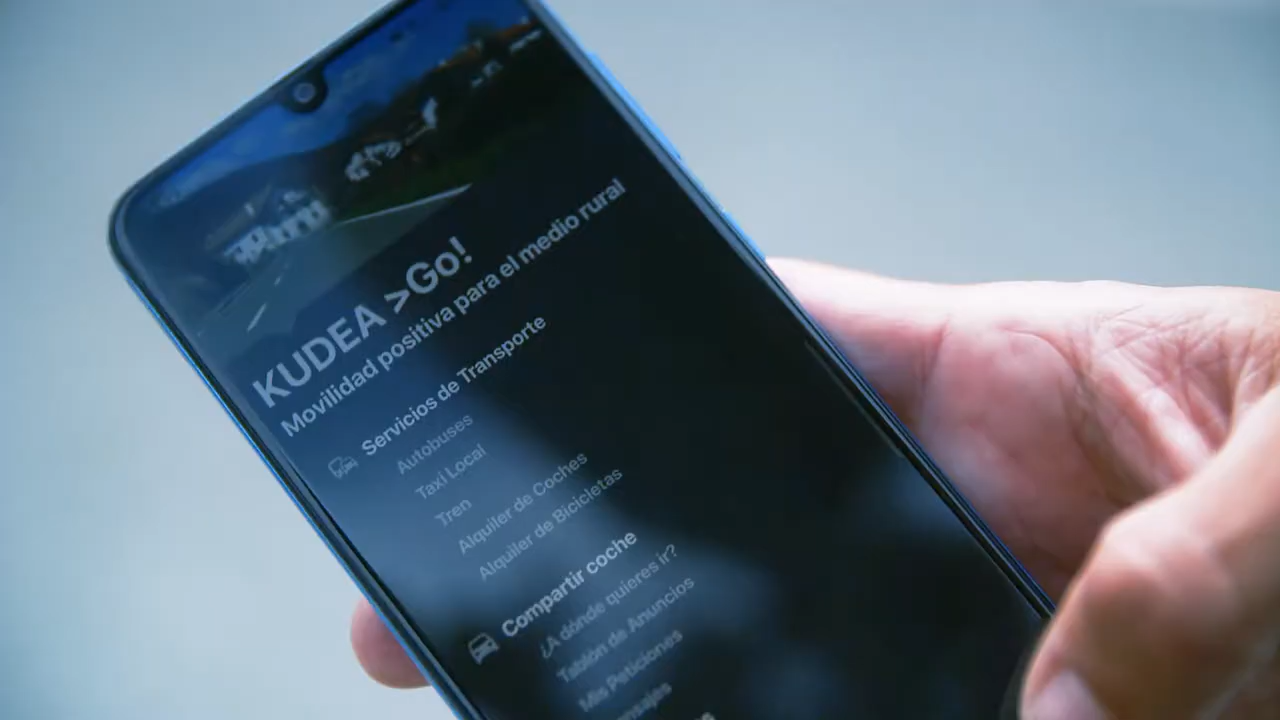 KUDEA >Go!
Movilidad positiva para el medio rural
Servicios de Transporte
Autobuses
Taxi Local
Tren
Alquiler de Coches
Alquiler de Bicicletas
Compartir coche
¿A dónde quieres ir?
Tablón de Anuncios
Mis Peticiones